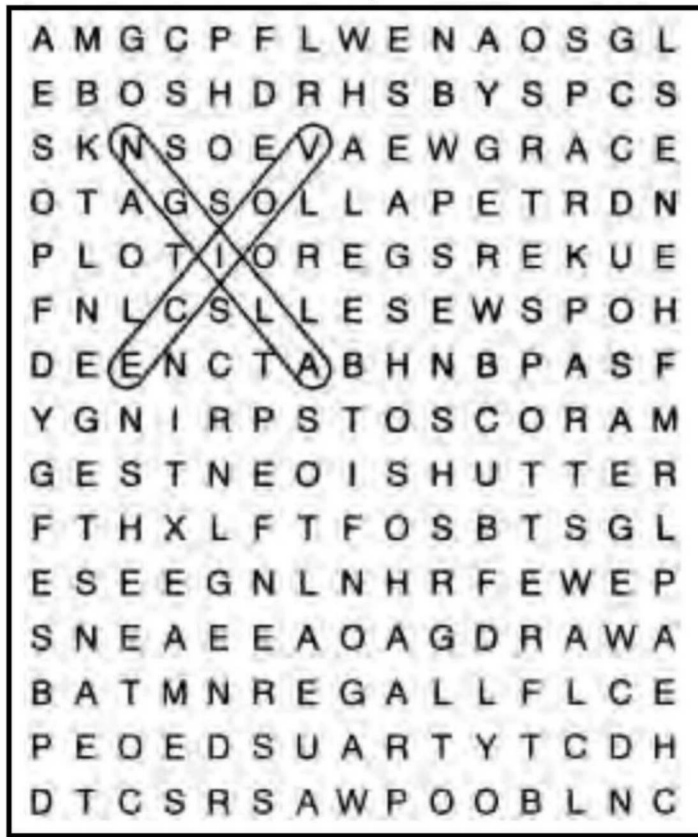 A M G C P F L W E N A O S G L
E B O S H D R H S B Y S P C S
S K N S O E V A E W G R A C E
O T A G S O L L A P E T R D N
P L O T I O R E G S R E K U E
F N L C S L L E S E W S P O H
D E E N C T A B H N B P A S F
Y G N I R P S T O S C O R A M
G E S T N E O I S H U T T E R
F T H X L F T F O S B T S G L
E S E E G N L N H R F E W E P
S N E A E E A O A G D R A W A
B A T M N R E G A L L F L C E
P E O E D S U A R T Y T C D H
D T C S R S A W P O O B L N C